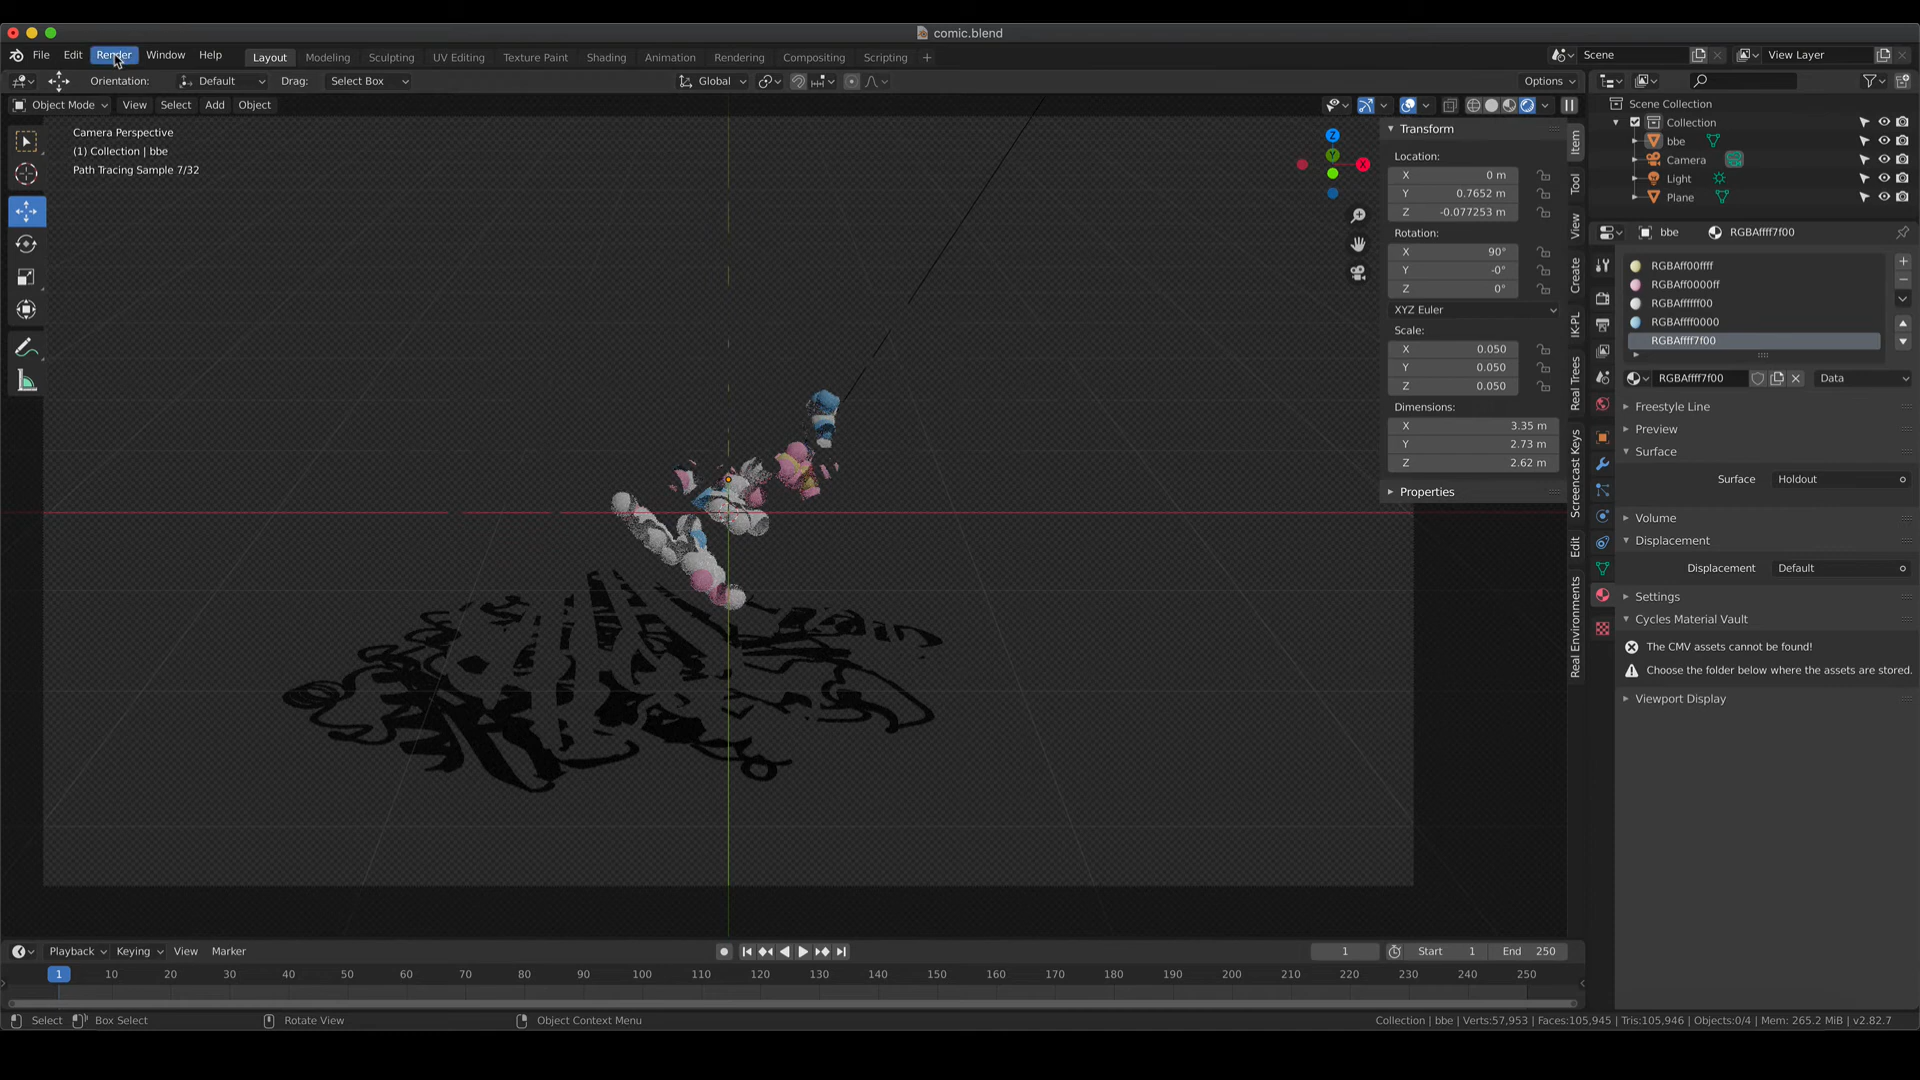 comic.blend
File Edit Render Window Help Layout Modeling Sculpting UV Editing Texture Paint Shading Animation Rendering Compositing Scripting + Scene View Layer
Orientation: Default Drag: Select Box Global Options
Object Mode View Select Add Object
Camera Perspective
(1) Collection | bbe
Path Tracing Sample 7/32
Z
Y
X
Transform
Location:
X 0 m
Y 0.7652 m
Z -0.077253 m
Rotation:
X 90°
Y -0°
Z 0°
XYZ Euler
Scale:
X 0.050
Y 0.050
Z 0.050
Dimensions:
X 3.35 m
Y 2.73 m
Z 2.62 m
Properties
Item
Tool
View
Create
IK-PL
Real Trees
Screencast Keys
Edit
Real Environments
Scene Collection
Collection
bbe
Camera
Light
Plane
bbe RGBAffff7f00
RGBAff00ffff
RGBAff0000ff
RGBAffffff00
RGBAffff0000
RGBAffff7f00
RGBAffff7f00 Data
Freestyle Line
Preview
Surface
Surface Holdout
Volume
Displacement
Displacement Default
Settings
Cycles Material Vault
The CMV assets cannot be found!
Choose the folder below where the assets are stored.
Viewport Display
Playback Keying View Marker 1 Start 1 End 250
1 10 20 30 40 50 60 70 80 90 100 110 120 130 140 150 160 170 180 190 200 210 220 230 240 250
Select Box Select Rotate View Object Context Menu Collection | bbe | Verts:57,953 | Faces:105,945 | Tris:105,946 | Objects:0/4 | Mem: 265.2 MiB | v2.82.7